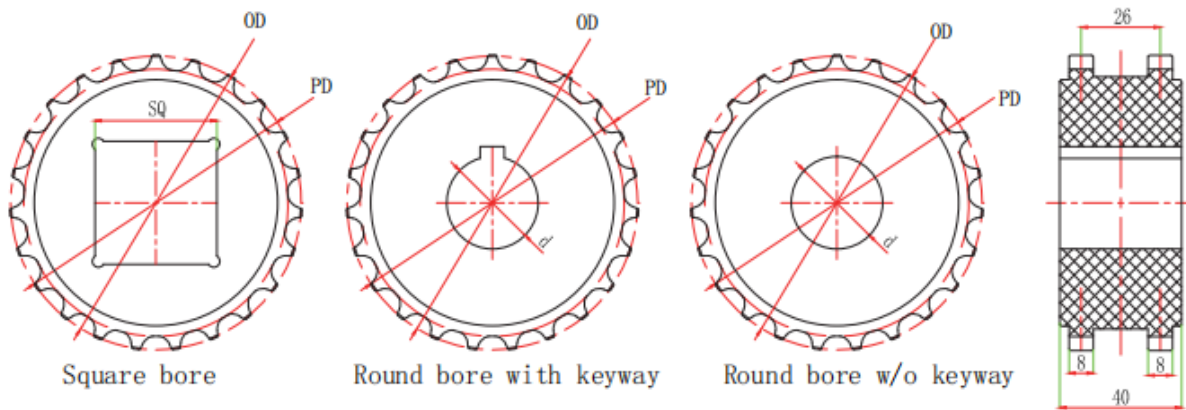 OD
PD
SQ
Square bore
OD
PD
d
Round bore with keyway
OD
PD
d
Round bore w/o keyway
26
8
8
40